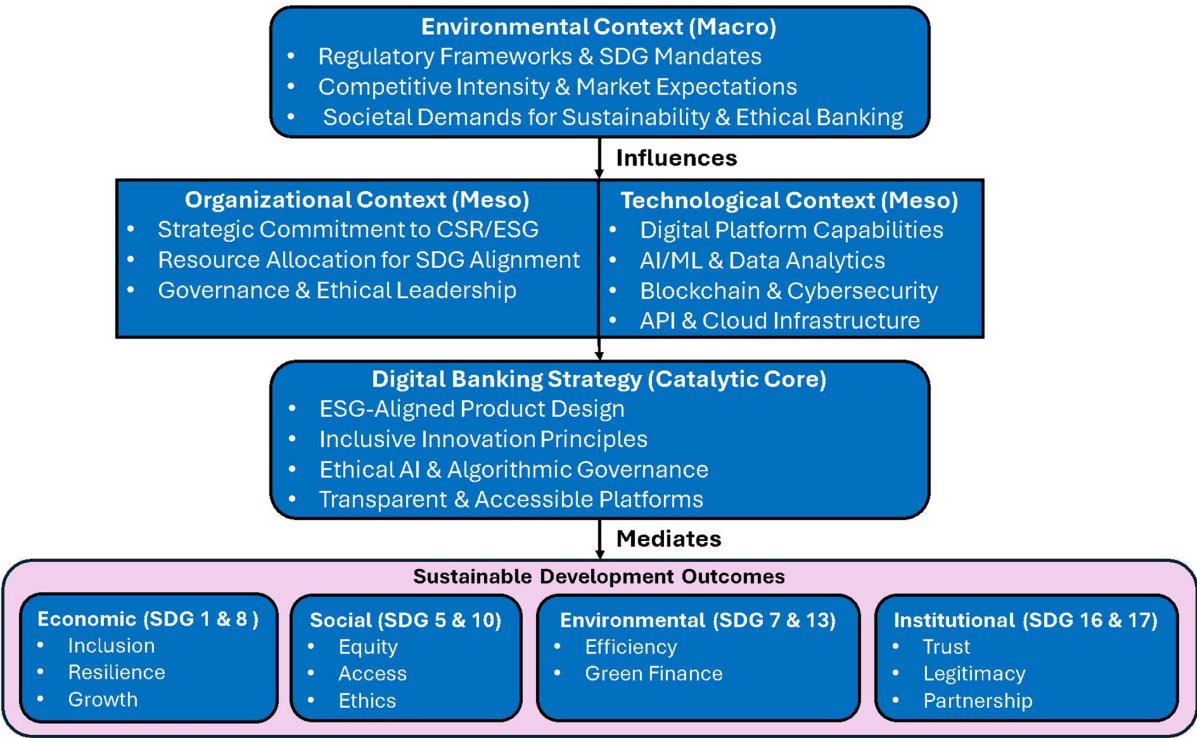 Environmental Context (Macro)
• Regulatory Frameworks & SDG Mandates
• Competitive Intensity & Market Expectations
• Societal Demands for Sustainability & Ethical Banking
Influences
Organizational Context (Meso)
• Strategic Commitment to CSR/ESG
• Resource Allocation for SDG Alignment
• Governance & Ethical Leadership
Technological Context (Meso)
• Digital Platform Capabilities
• AI/ML & Data Analytics
• Blockchain & Cybersecurity
• API & Cloud Infrastructure
Digital Banking Strategy (Catalytic Core)
• ESG-Aligned Product Design
• Inclusive Innovation Principles
• Ethical AI & Algorithmic Governance
• Transparent & Accessible Platforms
Mediates
Sustainable Development Outcomes
Economic (SDG 1 & 8 )
• Inclusion
• Resilience
• Growth
Social (SDG 5 & 10)
• Equity
• Access
• Ethics
Environmental (SDG 7 & 13)
• Efficiency
• Green Finance
Institutional (SDG 16 & 17)
• Trust
• Legitimacy
• Partnership